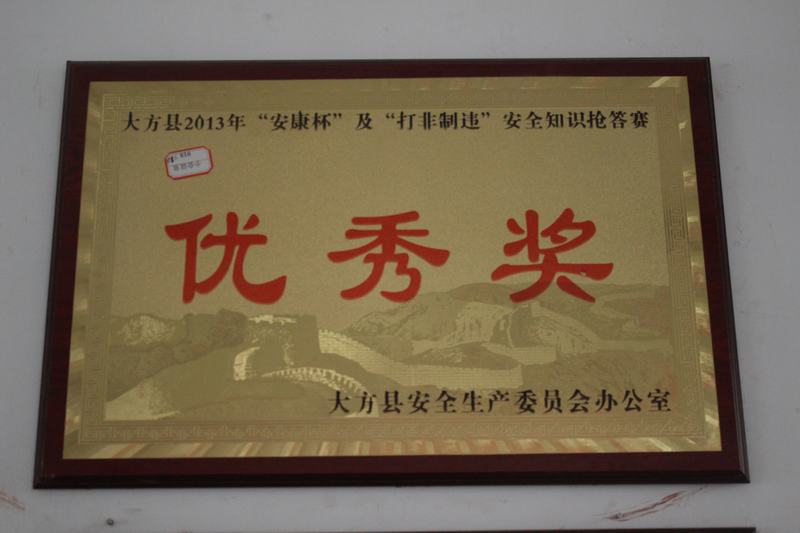 大方县2013年“安康杯”及“打非制违”安全知识抢答赛
优秀奖
大方县安全生产委员会办公室